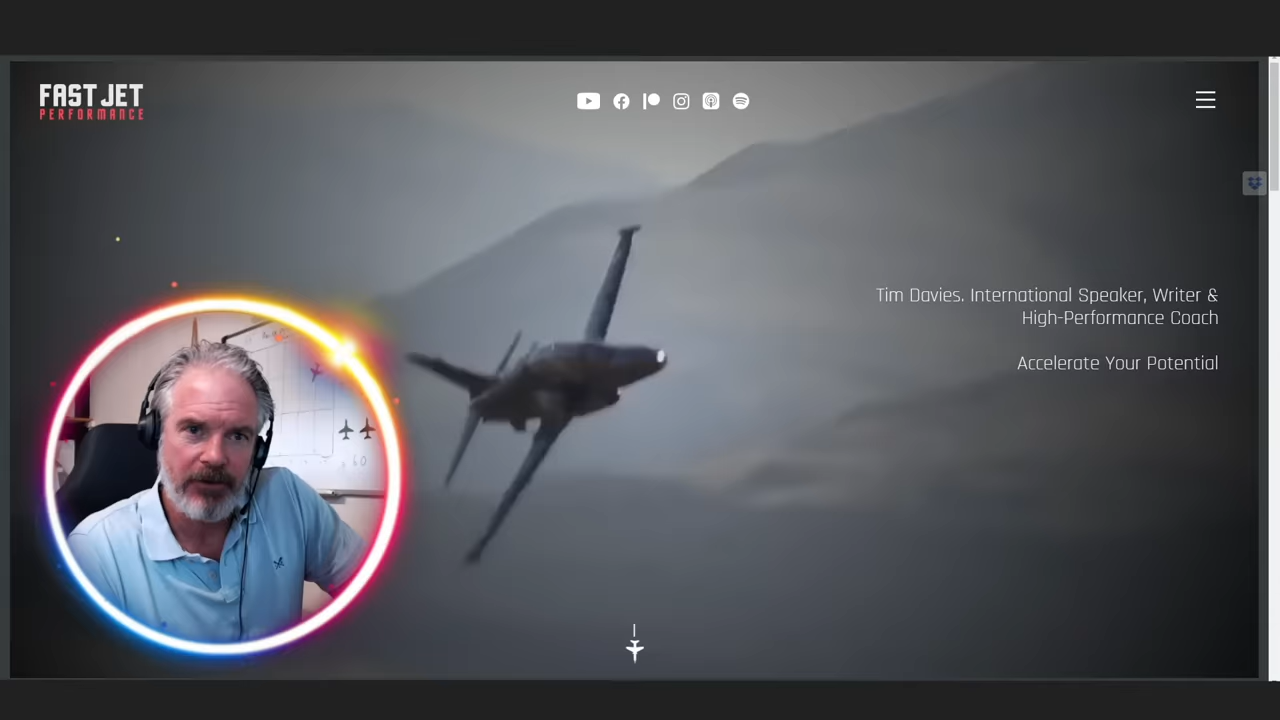 FAST JET
PERFORMANCE
Tim Davies. International Speaker, Writer &
High-Performance Coach
Accelerate Your Potential